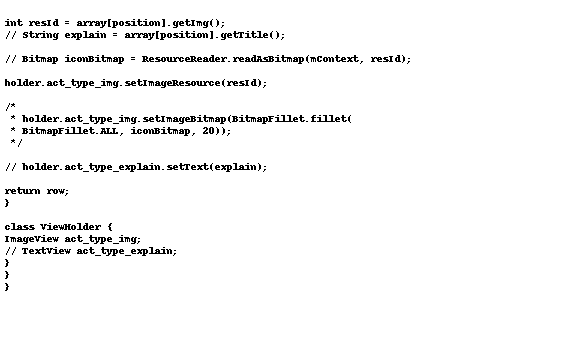 int resId = array[position].getImg();
// String explain = array[position].getTitle();
// Bitmap iconBitmap = ResourceReader.readAsBitmap(mContext, resId);
holder.act_type_img.setImageResource(resId);
/*
* holder.act_type_img.setImageBitmap(BitmapFillet.fillet(
* BitmapFillet.ALL, iconBitmap, 20));
*/
// holder.act_type_explain.setText(explain);
return row;
}
class ViewHolder {
ImageView act_type_img;
// TextView act_type_explain;
}
}
}